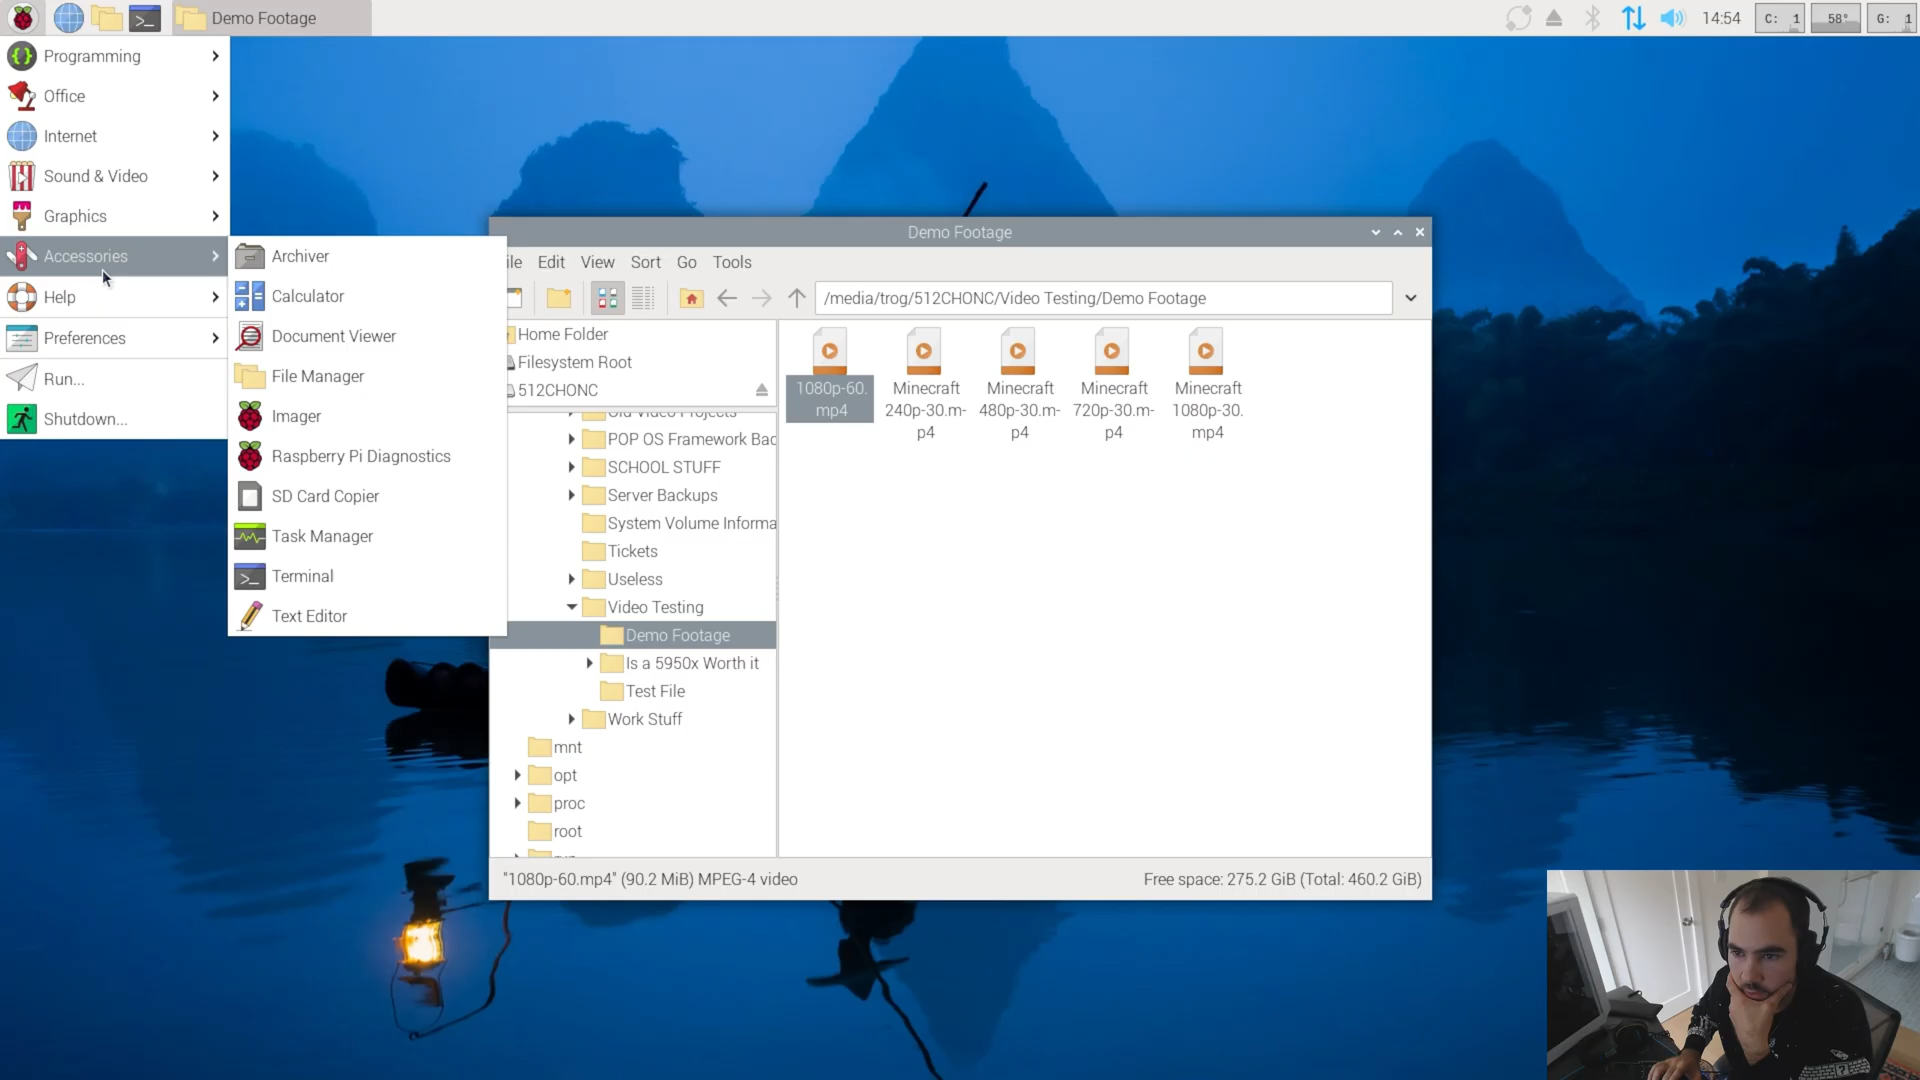 Demo Footage
14:54
C: 1
58°
G: 1
Programming
Office
Internet
Sound & Video
Graphics
Accessories
Help
Preferences
Run...
Shutdown...
Archiver
Calculator
Document Viewer
File Manager
Imager
Raspberry Pi Diagnostics
SD Card Copier
Task Manager
Terminal
Text Editor
Demo Footage
ile Edit View Sort Go Tools
/media/trog/512CHONC/Video Testing/Demo Footage
Home Folder
Filesystem Root
512CHONC
Old Video Projects
POP OS Framework Bac
SCHOOL STUFF
Server Backups
System Volume Informa
Tickets
Useless
Video Testing
Demo Footage
Is a 5950x Worth it
Test File
Work Stuff
mnt
opt
proc
root
1080p-60.
mp4
Minecraft
240p-30.m-
p4
Minecraft
480p-30.m-
p4
Minecraft
720p-30.m-
p4
Minecraft
1080p-30.
mp4
"1080p-60.mp4" (90.2 MiB) MPEG-4 video
Free space: 275.2 GiB (Total: 460.2 GiB)